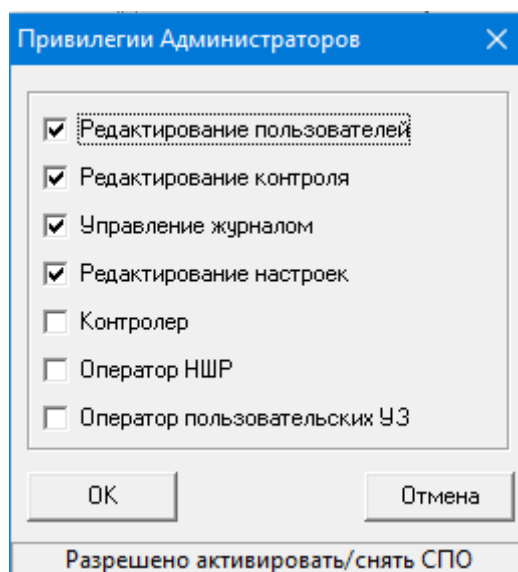 Привилегии Администраторов
Редактирование пользователей
Редактирование контроля
Управление журналом
Редактирование настроек
Контролер
Оператор НШР
Оператор пользовательских УЗ
OK
Отмена
Разрешено активировать/снять СПО